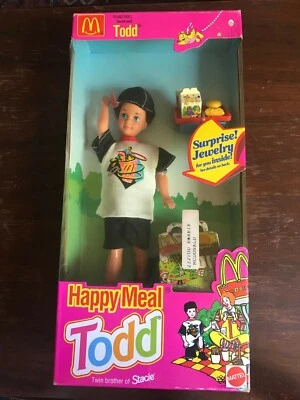 Todd
Surprise!
Jewelry
for you Inside!
Happy Meal
Todd
Twin brother of Stacie
MATTEL